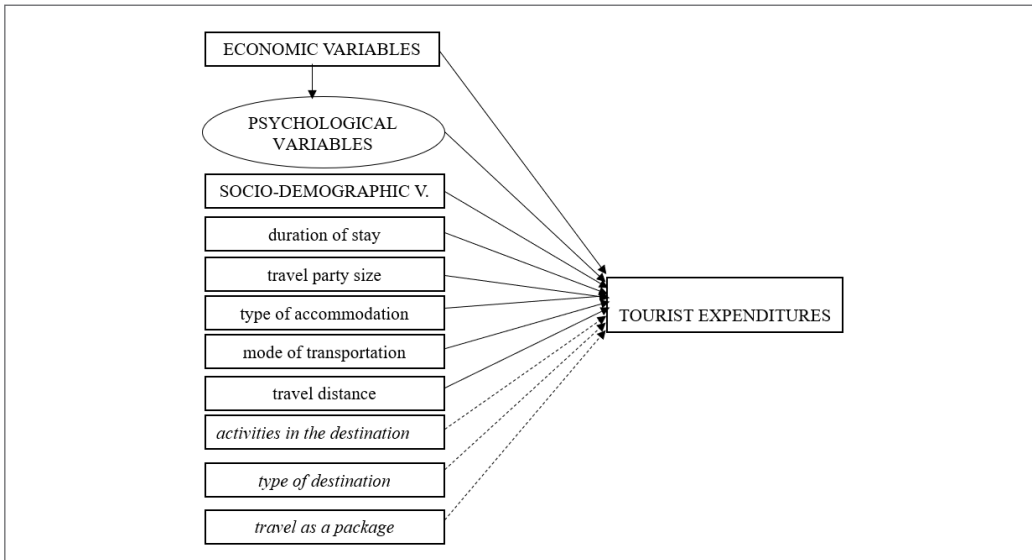 ECONOMIC VARIABLES
PSYCHOLOGICAL
VARIABLES
SOCIO-DEMOGRAPHIC V.
duration of stay
travel party size
type of accommodation
mode of transportation
travel distance
activities in the destination
type of destination
travel as a package
TOURIST EXPENDITURES